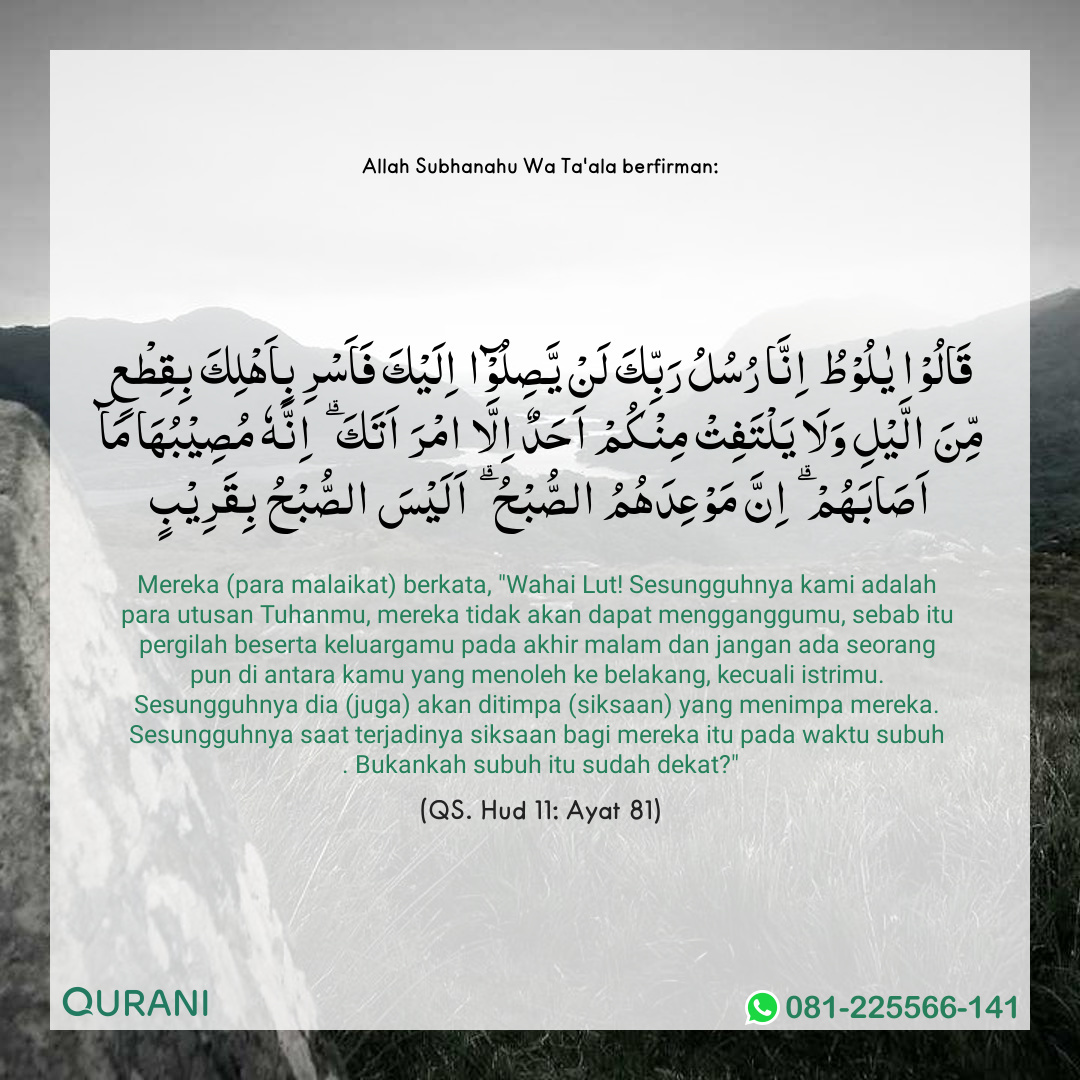 Allah Subhanahu Wa Ta'ala berfirman:
قَالُوْا يٰلُوْطُ اِنَّا رُسُلُ رَبِّكَ لَنْ يَّصِلُوْٓا اِلَيْكَ فَاَسْرِ بِاَهْلِكَ بِقِطْعٍ
مِّنَ الَّيْلِ وَلَا يَلْتَفِتْ مِنْكُمْ اَحَدٌ اِلَّا امْرَ اَتَكَ ۗ اِنَّهٗ مُصِيْبُهَا مَاۤ
اَصَابَهُمْ ۗ اِنَّ مَوْعِدَهُمُ الصُّبْحُ ۗ اَلَيْسَ الصُّبْحُ بِقَرِيْبٍ
Mereka (para malaikat) berkata, "Wahai Lut! Sesungguhnya kami adalah
para utusan Tuhanmu, mereka tidak akan dapat mengganggumu, sebab itu
pergilah beserta keluargamu pada akhir malam dan jangan ada seorang
pun di antara kamu yang menoleh ke belakang, kecuali istrimu.
Sesungguhnya dia (juga) akan ditimpa (siksaan) yang menimpa mereka.
Sesungguhnya saat terjadinya siksaan bagi mereka itu pada waktu subuh
. Bukankah subuh itu sudah dekat?"
(QS. Hud 11: Ayat 81)
QURANI
081-225566-141